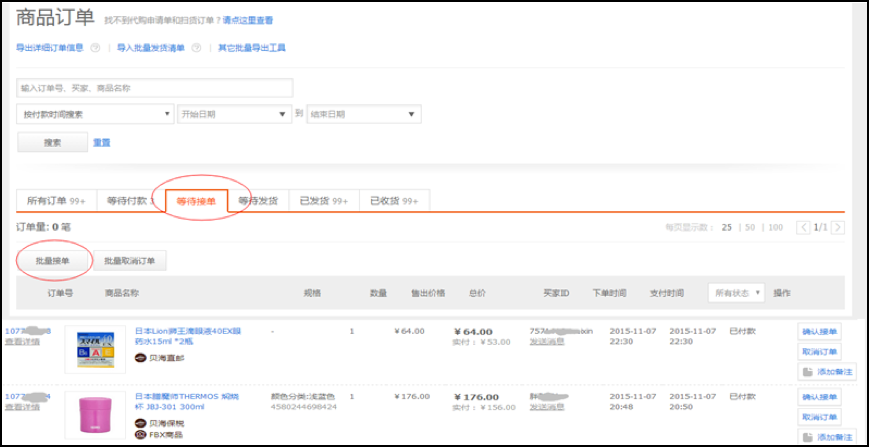 商品订单 找不到代购申请单和扫货订单？请点这里查看
导出详细订单信息 ? | 导入批量发货清单 ? | 其它批量导出工具
输入订单号、买家、商品名称
按付款时间搜索 开始日期 到 结束日期
搜索 重置
所有订单 99+ 等待付款 等待接单 等待发货 已发货 99+ 已收货 99+
订单量: 0 笔 每页显示数： 25 | 50 | 100 1/1
批量接单 批量取消订单
订单号 商品名称 规格 数量 售出价格 总价 买家ID 下单时间 支付时间 所有状态 操作
日本Lion狮王滴眼液40EX眼药水15ml *2瓶 - 1 ¥64.00 ¥64.00 2015-11-07 22:30 2015-11-07 22:30 已付款 确认接单
查看详情 实付：¥53.00 发送消息
贝海直邮 取消订单
添加备注
日本膳魔师THERMOS 焖烧杯 JBJ-301 300ml 颜色分类:浅蓝色 4580244698424 1 ¥176.00 ¥176.00 2015-11-07 20:48 2015-11-07 20:50 已付款 确认接单
查看详情 实付：¥156.00 发送消息
贝海保税 取消订单
FBX商品 添加备注